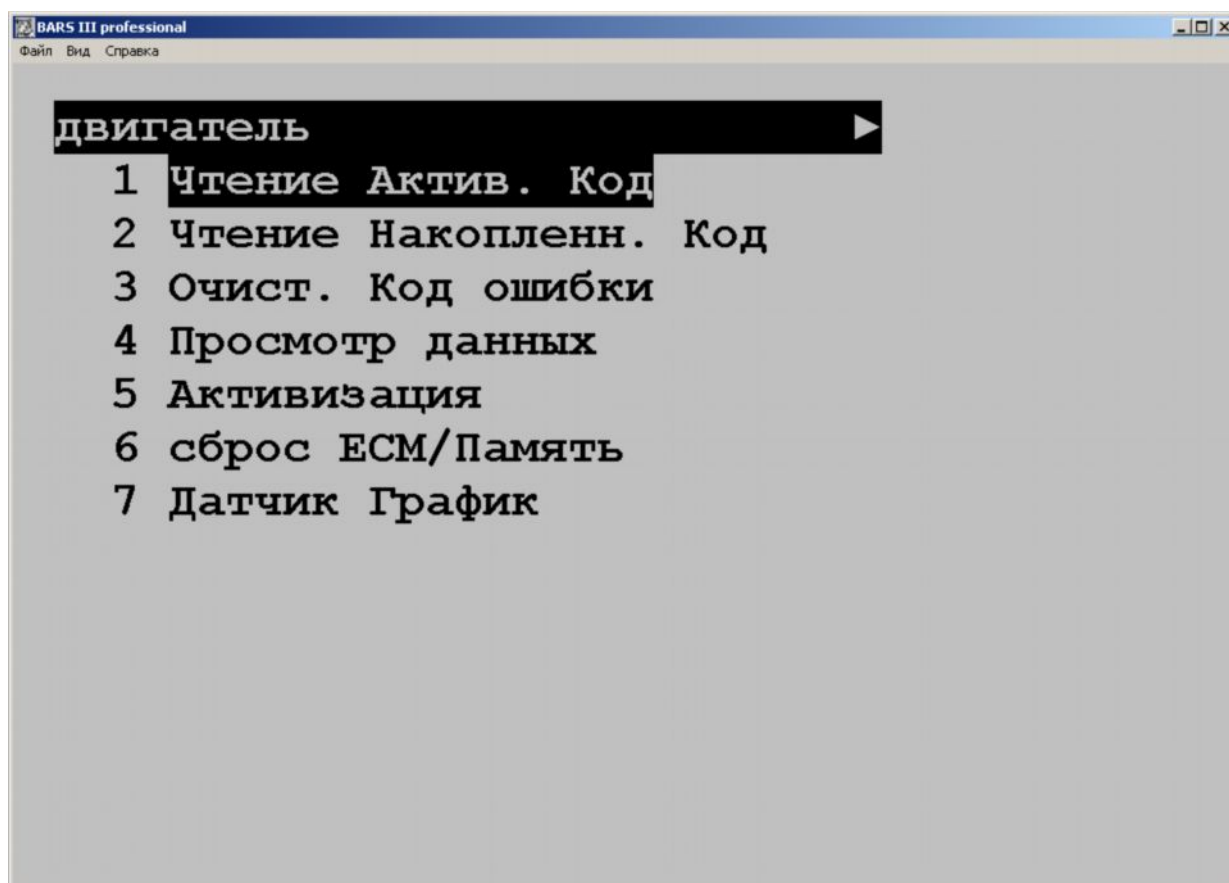 BARS III professional
Файл Вид Справка
двигатель ►
1 Чтение Актив. Код
2 Чтение Накопленн. Код
3 Очист. Код ошибки
4 Просмотр данных
5 Активизация
6 сброс ECM/Память
7 Датчик График